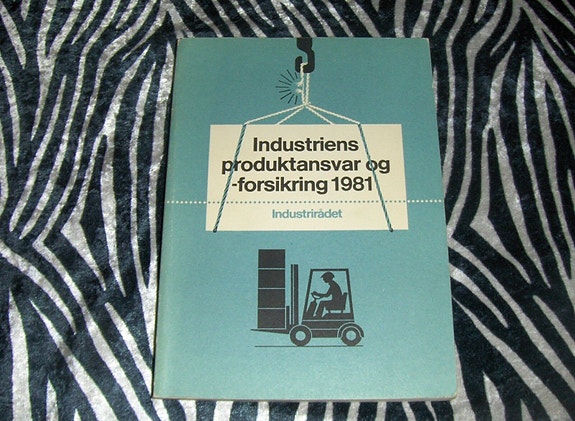 Industriens
produktansvar og
-forsikring 1981
Industrirådet